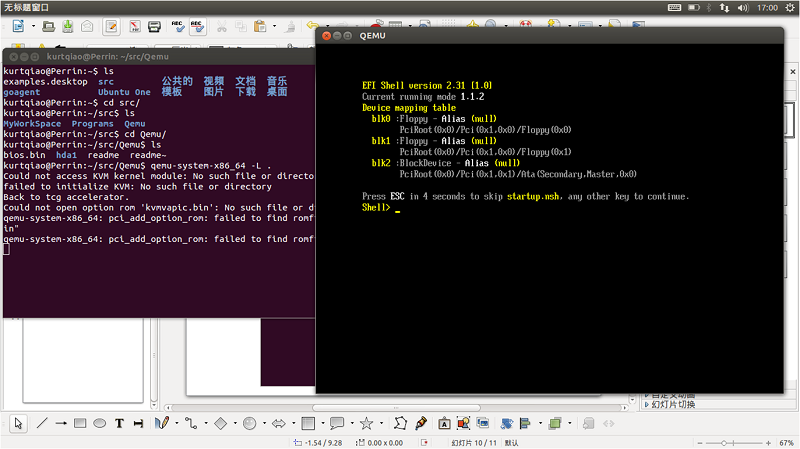 无标题窗口
17:00
QEMU
kurtqiao@Perrin: ~/src/Qemu
kurtqiao@Perrin:~$ ls
examples.desktop src 公共的 视频 文档 音乐
goagent Ubuntu One 模板 图片 下载 桌面
kurtqiao@Perrin:~$ cd src/
kurtqiao@Perrin:~/src$ ls
MyWorkSpace Programs Qemu
kurtqiao@Perrin:~/src$ cd Qemu/
kurtqiao@Perrin:~/src/Qemu$ ls
bios.bin hda1 readme readme~
kurtqiao@Perrin:~/src/Qemu$ qemu-system-x86_64 -L .
Could not access KVM kernel module: No such file or directo
failed to initialize KVM: No such file or directory
Back to tcg accelerator.
Could not open option rom 'kvmvapic.bin': No such file or d
qemu-system-x86_64: pci_add_option_rom: failed to find romf
in"
qemu-system-x86_64: pci_add_option_rom: failed to find romf
EFI Shell version 2.31 [1.0]
Current running mode 1.1.2
Device mapping table
blk0 :Floppy - Alias (null)
PciRoot(0x0)/Pci(0x1,0x0)/Floppy(0x0)
blk1 :Floppy - Alias (null)
PciRoot(0x0)/Pci(0x1,0x0)/Floppy(0x1)
blk2 :BlockDevice - Alias (null)
PciRoot(0x0)/Pci(0x1,0x1)/Ata(Secondary,Master,0x0)
Press ESC in 4 seconds to skip startup.nsh, any other key to continue.
Shell> _
幻灯片切换
-1.54 / 9.28
0.00 x 0.00
幻灯片 10 / 11
默认
67%